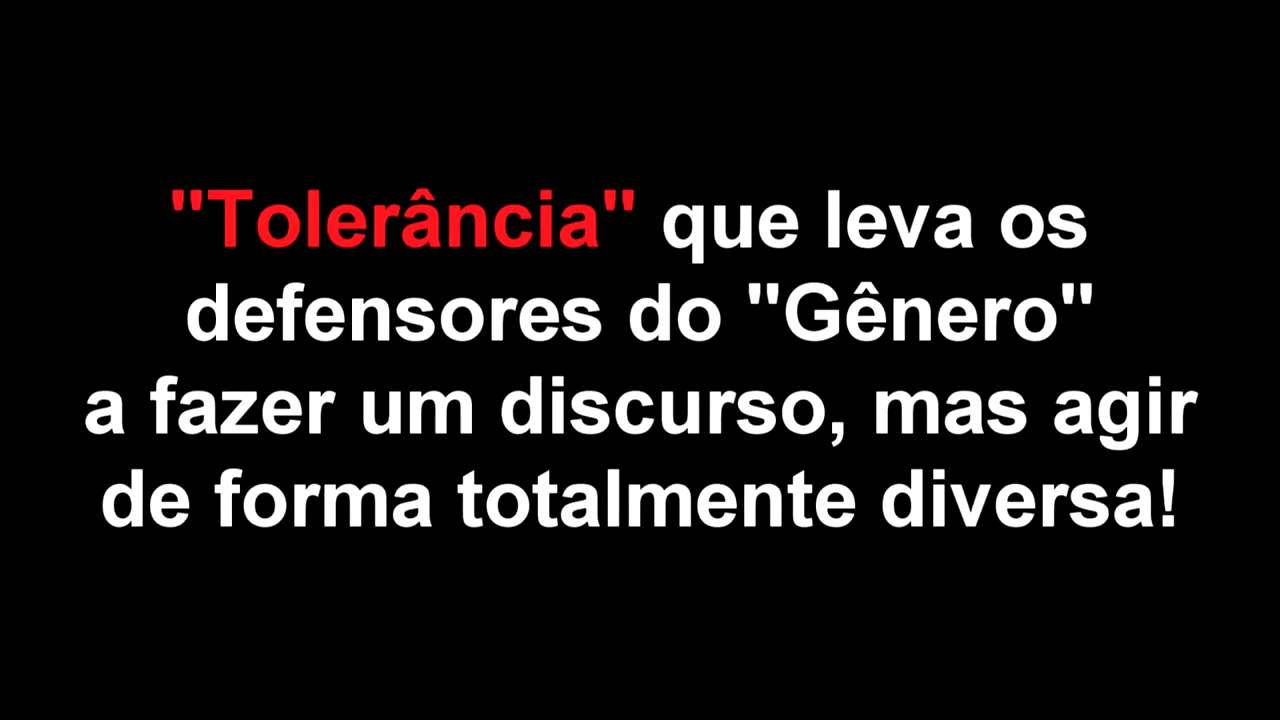 "Tolerância" que leva os
defensores do "Gênero"
a fazer um discurso, mas agir
de forma totalmente diversa!